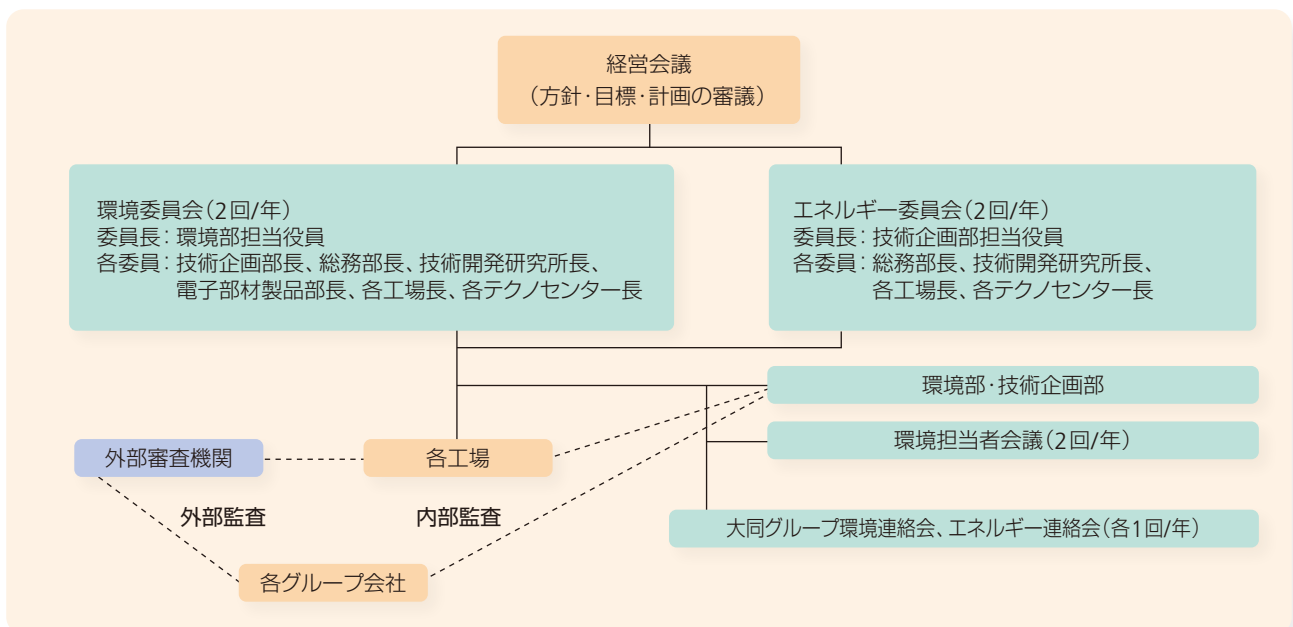 経営会議
（方針・目標・計画の審議）
環境委員会（2回/年）
委員長：環境部担当役員
各委員：技術企画部長、総務部長、技術開発研究所長、
電子部材製品部長、各工場長、各テクノセンター長
エネルギー委員会（2回/年）
委員長：技術企画部担当役員
各委員：総務部長、技術開発研究所長、
各工場長、各テクノセンター長
環境部・技術企画部
環境担当者会議（2回/年）
外部審査機関
各工場
外部監査
内部監査
大同グループ環境連絡会、エネルギー連絡会（各1回/年）
各グループ会社